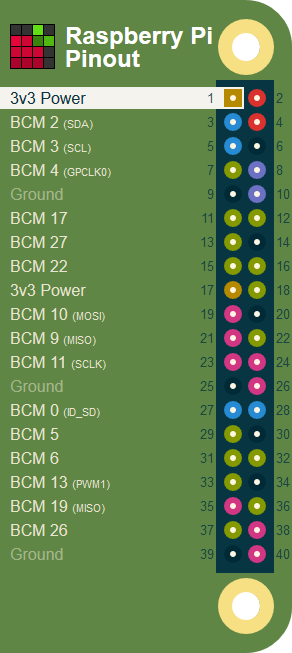 Raspberry Pi
Pinout
3v3 Power 1 2
BCM 2 (SDA) 3 4
BCM 3 (SCL) 5 6
BCM 4 (GPCLK0) 7 8
Ground 9 10
BCM 17 11 12
BCM 27 13 14
BCM 22 15 16
3v3 Power 17 18
BCM 10 (MOSI) 19 20
BCM 9 (MISO) 21 22
BCM 11 (SCLK) 23 24
Ground 25 26
BCM 0 (ID_SD) 27 28
BCM 5 29 30
BCM 6 31 32
BCM 13 (PWM1) 33 34
BCM 19 (MISO) 35 36
BCM 26 37 38
Ground 39 40